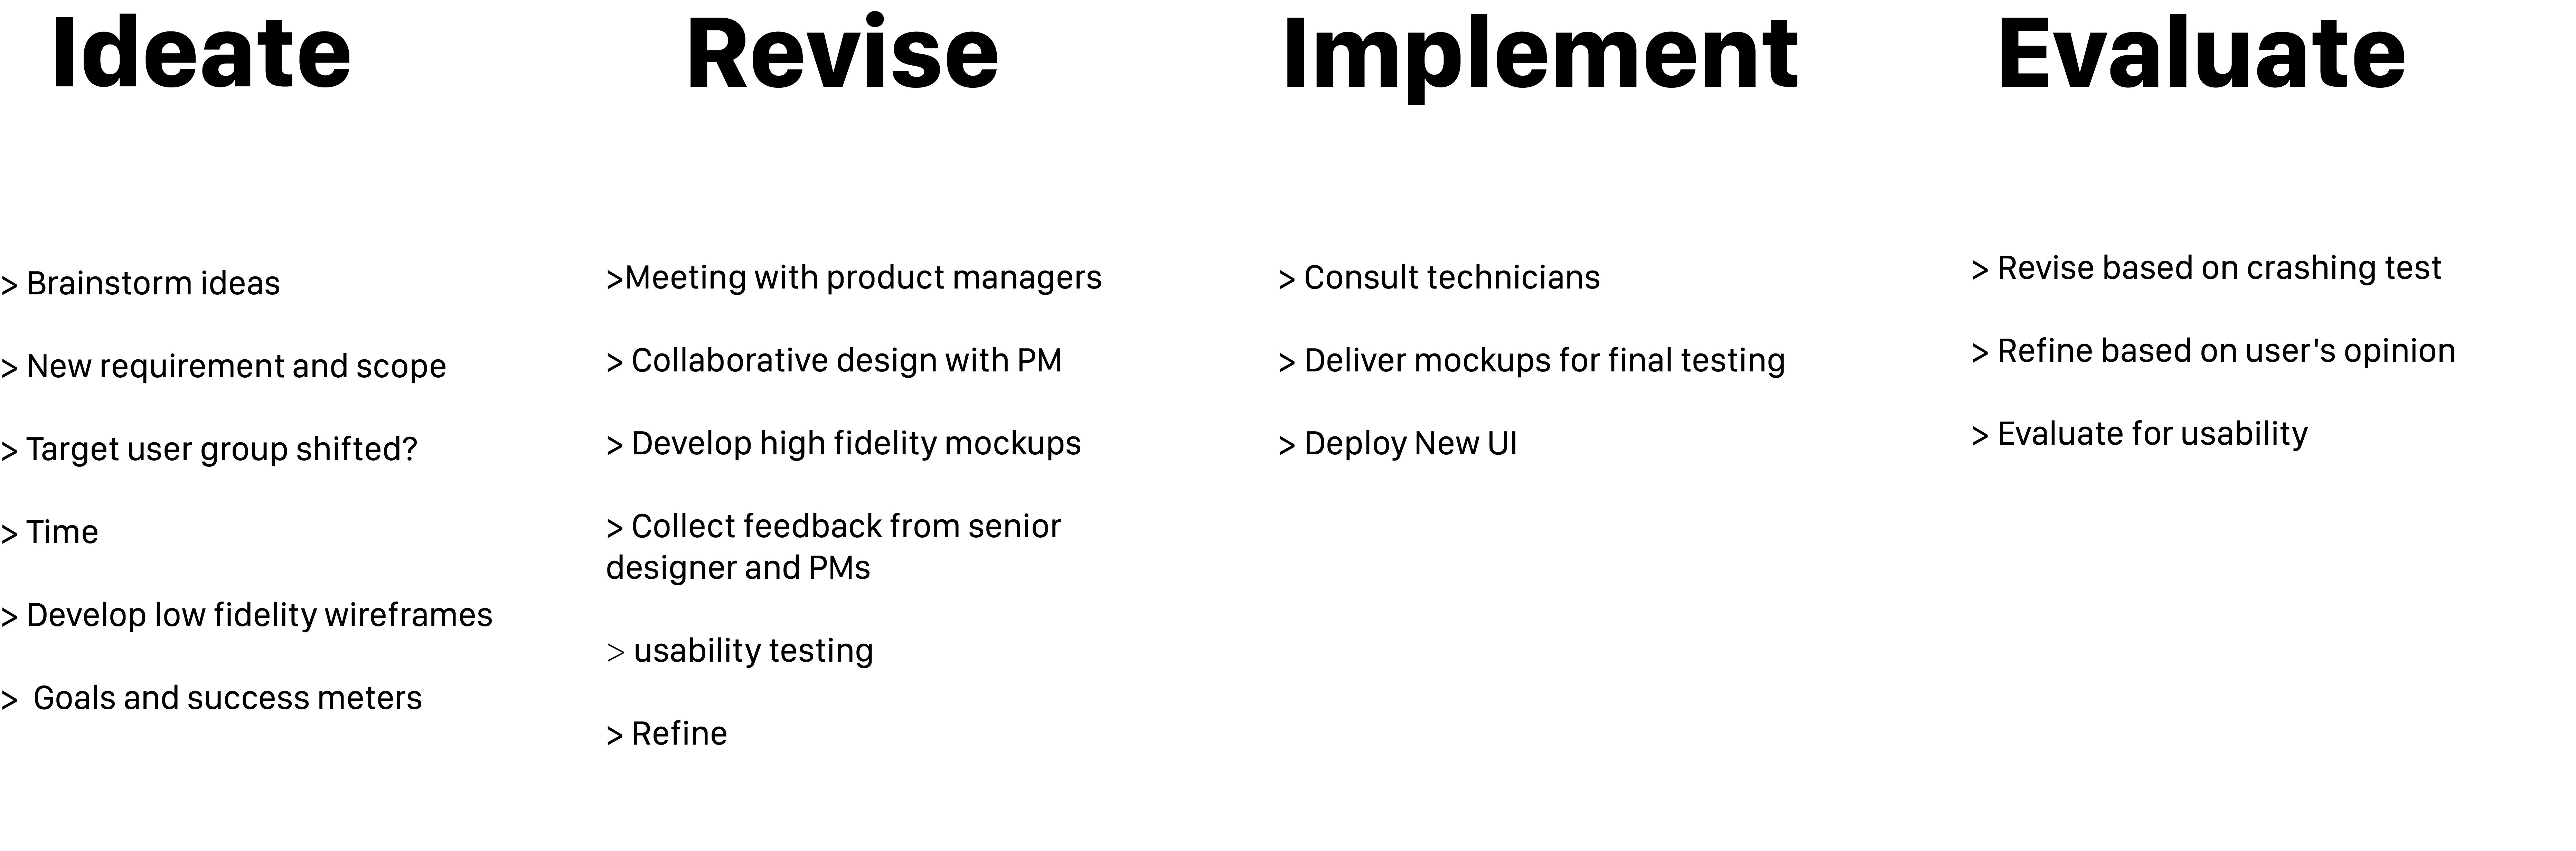 Ideate
> Brainstorm ideas
> New requirement and scope
> Target user group shifted?
> Time
> Develop low fidelity wireframes
>  Goals and success meters
Revise
>Meeting with product managers
> Collaborative design with PM
> Develop high fidelity mockups
> Collect feedback from senior
designer and PMs
> usability testing
> Refine
Implement
> Consult technicians
> Deliver mockups for final testing
> Deploy New UI
Evaluate
> Revise based on crashing test
> Refine based on user's opinion
> Evaluate for usability